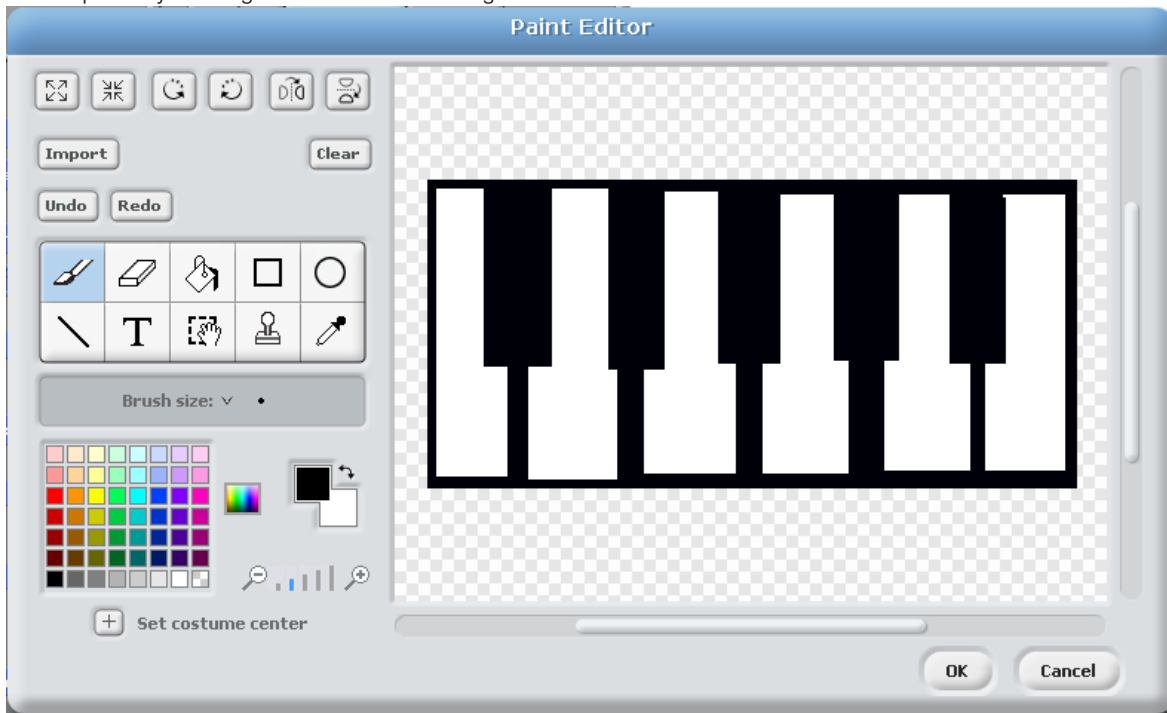 Paint Editor
Import
Clear
Undo
Redo
T
Brush size:
Set costume center
OK
Cancel